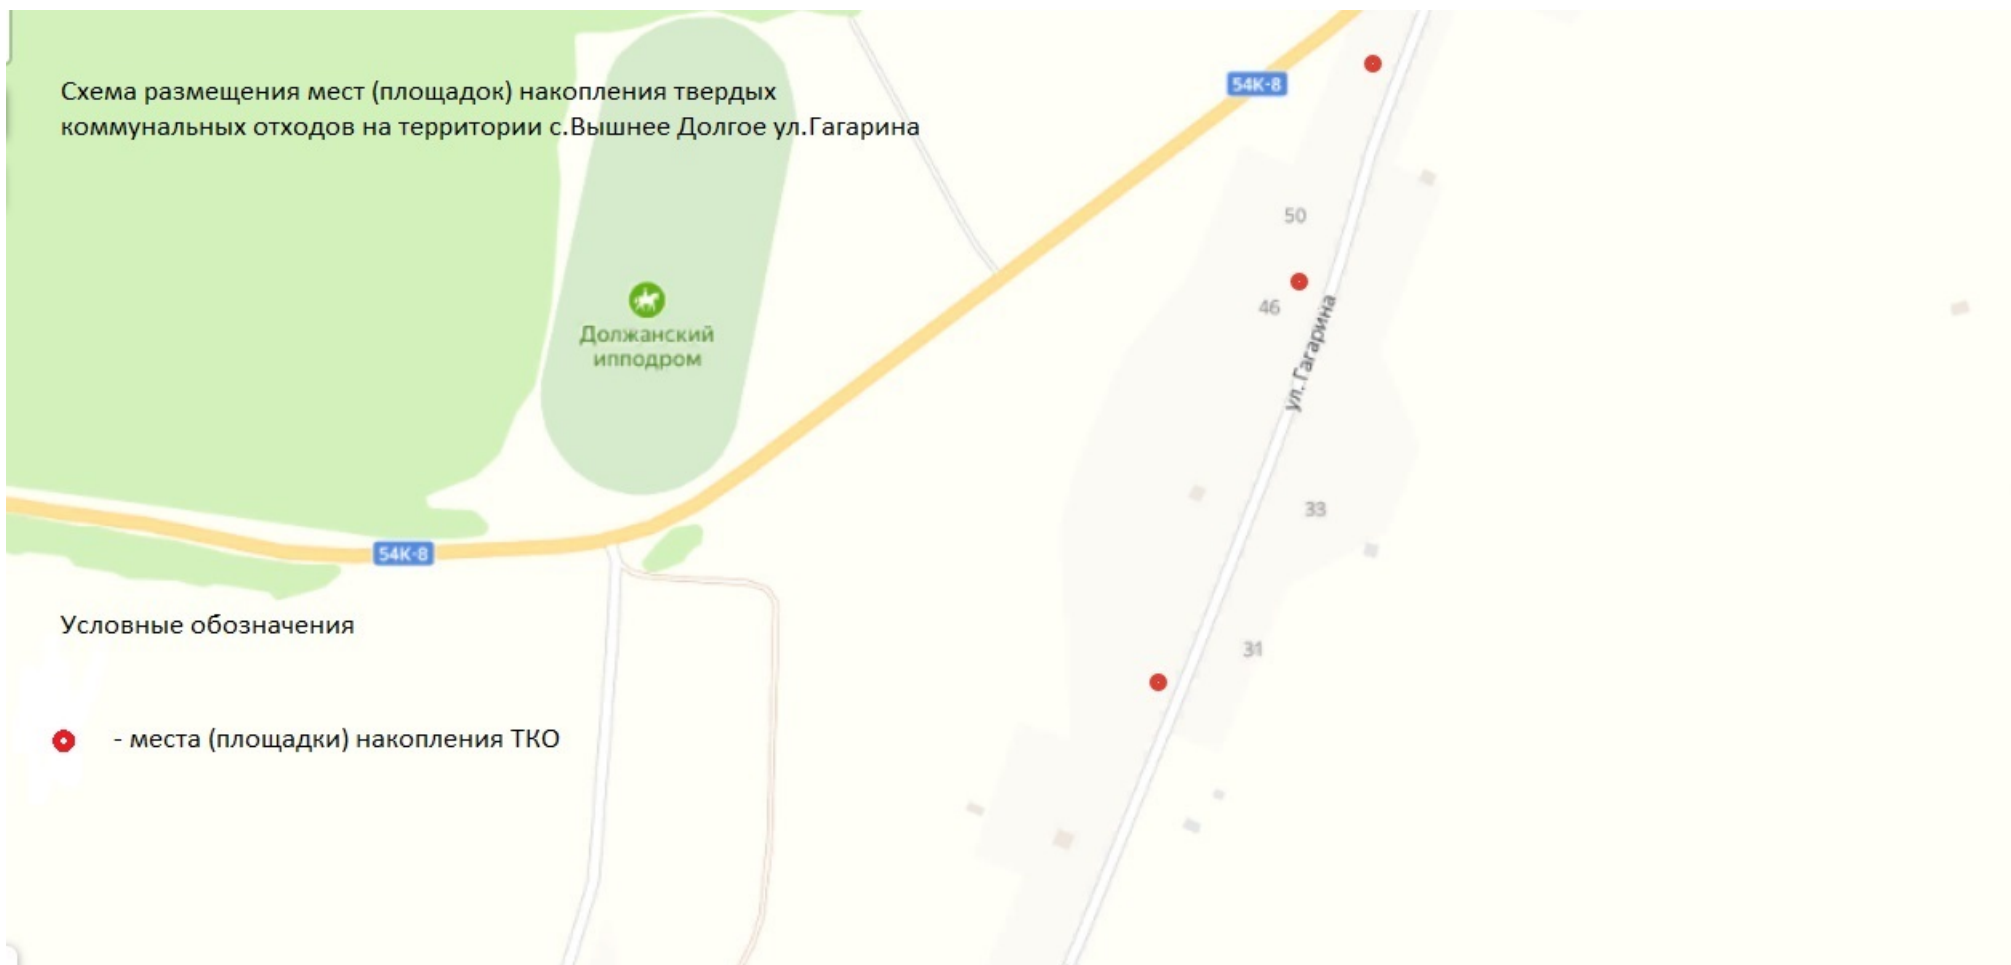 Схема размещения мест (площадок) накопления твердых
коммунальных отходов на территории с.Вышнее Долгое ул.Гагарина
54К-8
50
46
ул. Гагарина
Должанский
ипподром
33
54К-8
31
Условные обозначения
- места (площадки) накопления ТКО